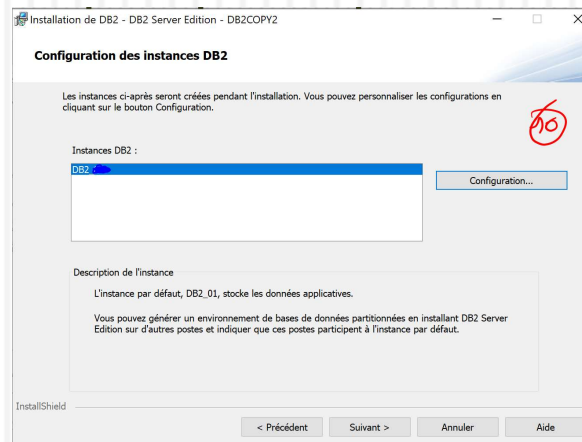 Installation de DB2 - DB2 Server Edition - DB2COPY2
Configuration des instances DB2
Les instances ci-après seront créées pendant l'installation. Vous pouvez personnaliser les configurations en
cliquant sur le bouton Configuration.
Instances DB2 :
DB2
Configuration...
Description de l'instance
L'instance par défaut, DB2_01, stocke les données applicatives.
Vous pouvez générer un environnement de bases de données partitionnées en installant DB2 Server
Edition sur d'autres postes et indiquer que ces postes participent à l'instance par défaut.
InstallShield
< Précédent
Suivant >
Annuler
Aide